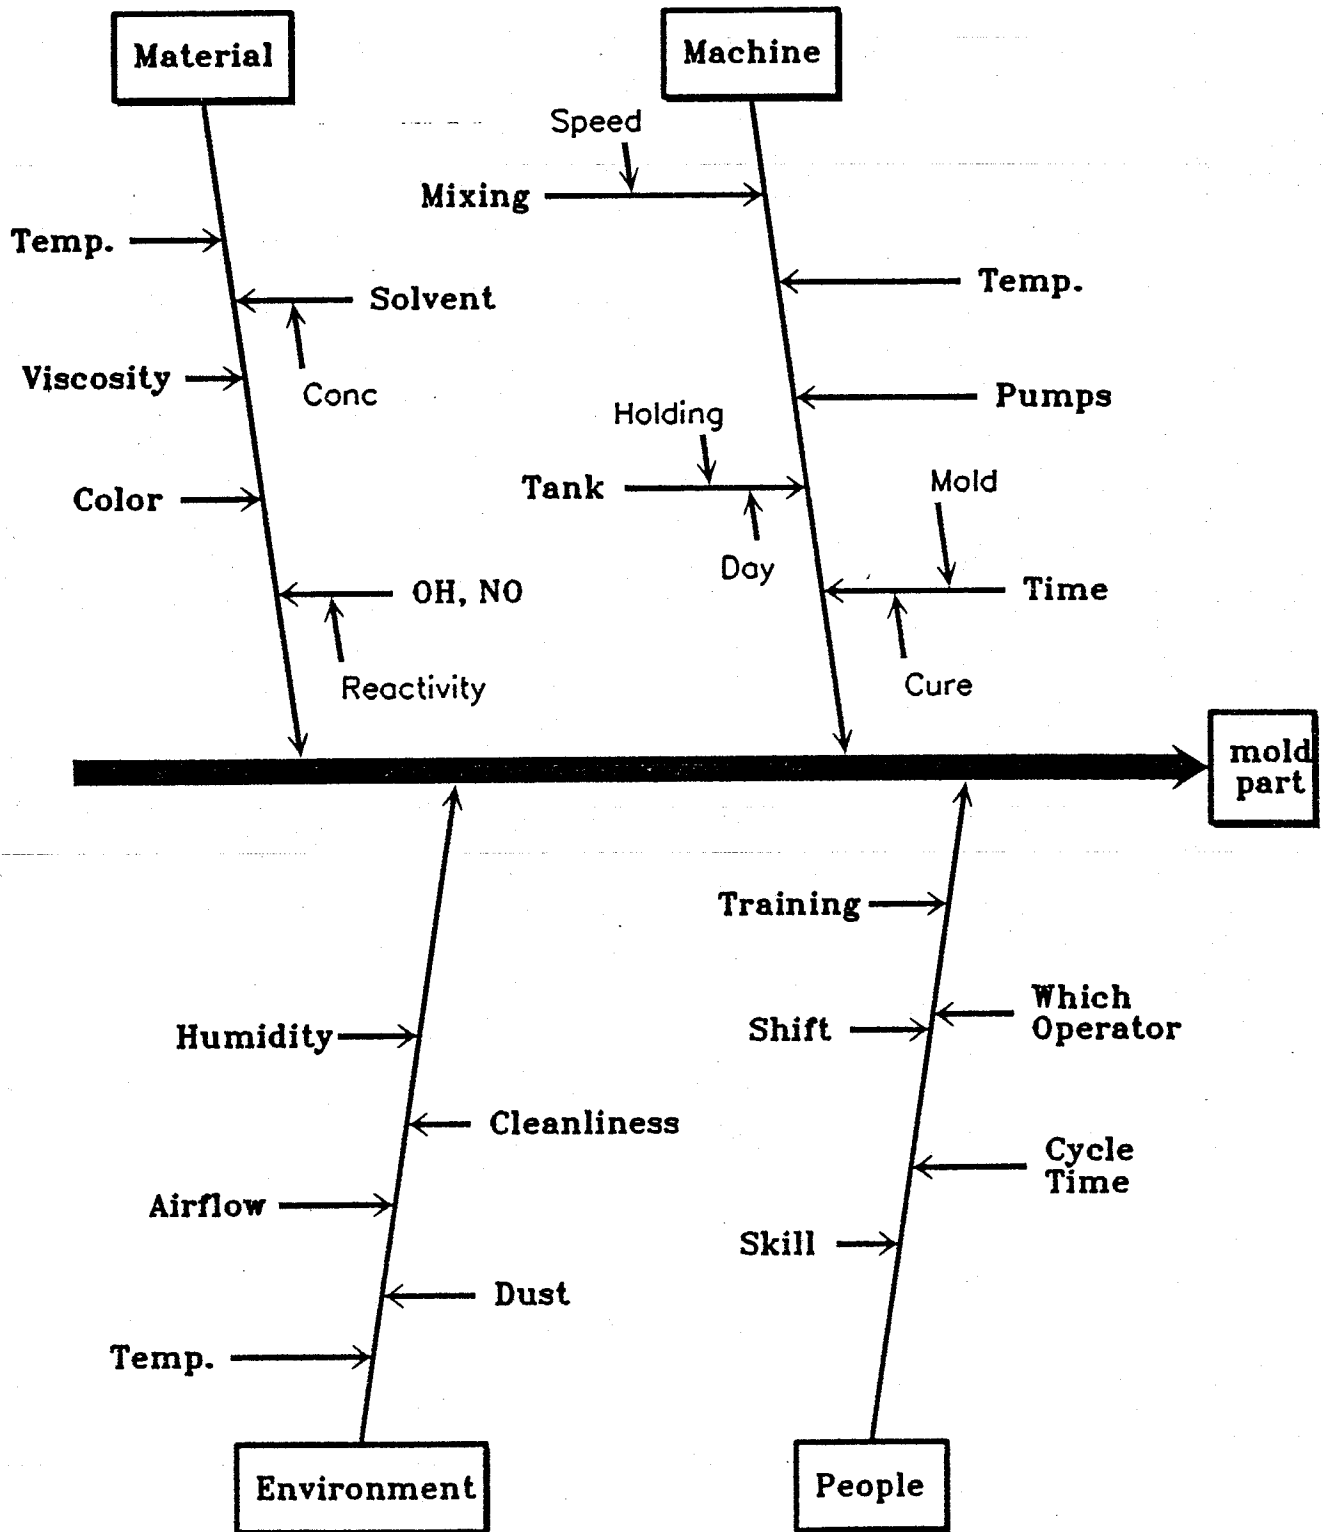 Material
Machine
Speed
Mixing
Temp.
Temp.
Solvent
Viscosity
Conc
Pumps
Holding
Color
Tank
Mold
Day
OH, NO
Time
Reactivity
Cure
mold
part
Training
Which
Operator
Humidity
Shift
Cleanliness
Cycle
Time
Airflow
Skill
Dust
Temp.
Environment
People